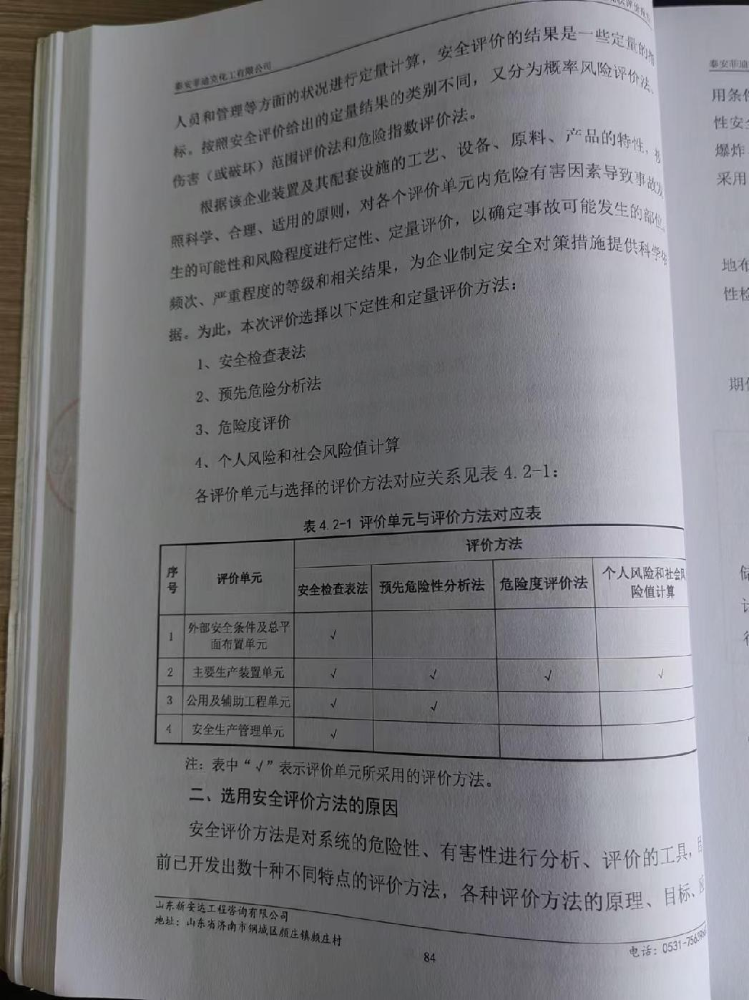 泰安菲迪克化工有限公司
状评价报
人员和管理等方面的状况进行定量计算，安全评价的结果是一些定量的指
标。按照安全评价给出的定量结果的类别不同，又分为概率风险评价法、
伤害（或破坏）范围评价法和危险指数评价法。
根据该企业装置及其配套设施的工艺、设备、原料、产品的特性，按
照科学、合理、适用的原则，对各个评价单元内危险有害因素导致事故发
生的可能性和风险程度进行定性、定量评价，以确定事故可能发生的部位、
频次、严重程度的等级和相关结果，为企业制定安全对策措施提供科学依
据。为此，本次评价选择以下定性和定量评价方法：
1、安全检查表法
2、预先危险分析法
3、危险度评价
4、个人风险和社会风险值计算
各评价单元与选择的评价方法对应关系见表 4.2-1：
表 4.2-1 评价单元与评价方法对应表
序号 评价单元 评价方法
安全检查表法 预先危险性分析法 危险度评价法 个人风险和社会风
险值计算
1 外部安全条件及总平
面布置单元 √
2 主要生产装置单元 √ √ √ √
3 公用及辅助工程单元 √ √
4 安全生产管理单元 √
注：表中“√”表示评价单元所采用的评价方法。
二、选用安全评价方法的原因
安全评价方法是对系统的危险性、有害性进行分析、评价的工具，目
前已开发出数十种不同特点的评价方法，各种评价方法的原理、目标、应
山东新安达工程咨询有限公司
地址：山东省济南市钢城区颜庄镇颜庄村
84
电话：0531-75639
泰安菲迪
用条件
性安全
爆炸
采用
地布
性检
期
储
计